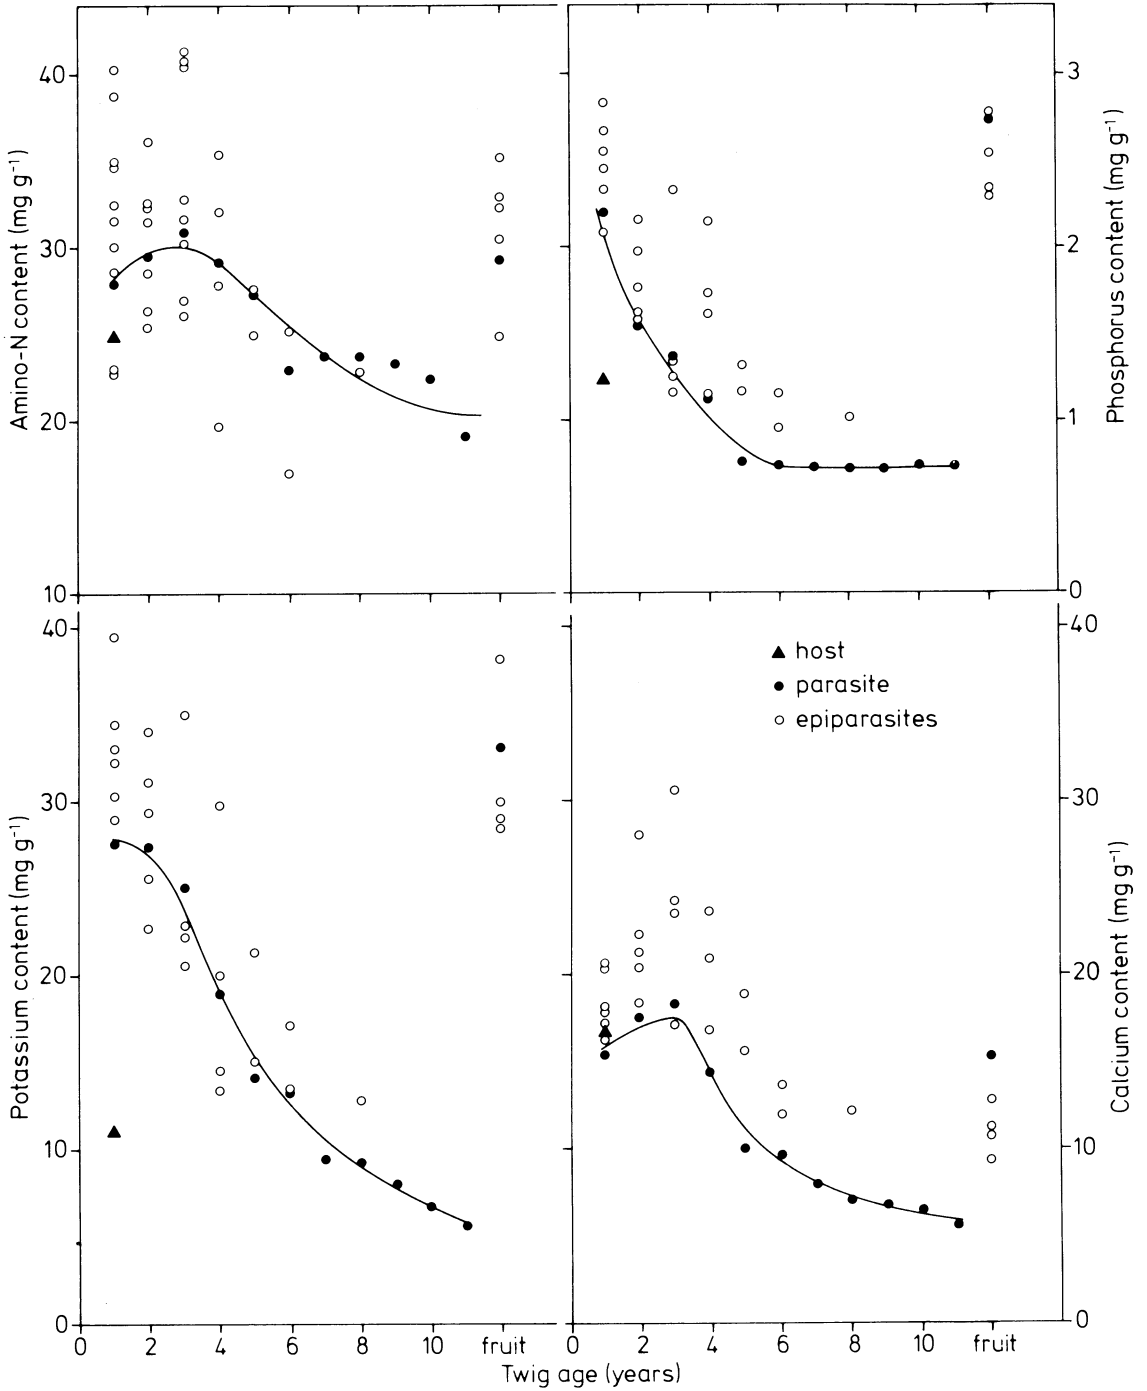 Amino-N content (mg g⁻¹)
40
30
20
10
3
2
1
0
Phosphorus content (mg g⁻¹)
Potassium content (mg g⁻¹)
40
30
20
10
0
host
parasite
epiparasites
40
30
20
10
0
Calcium content (mg g⁻¹)
0 2 4 6 8 10 fruit
0 2 4 6 8 10 fruit
Twig age (years)